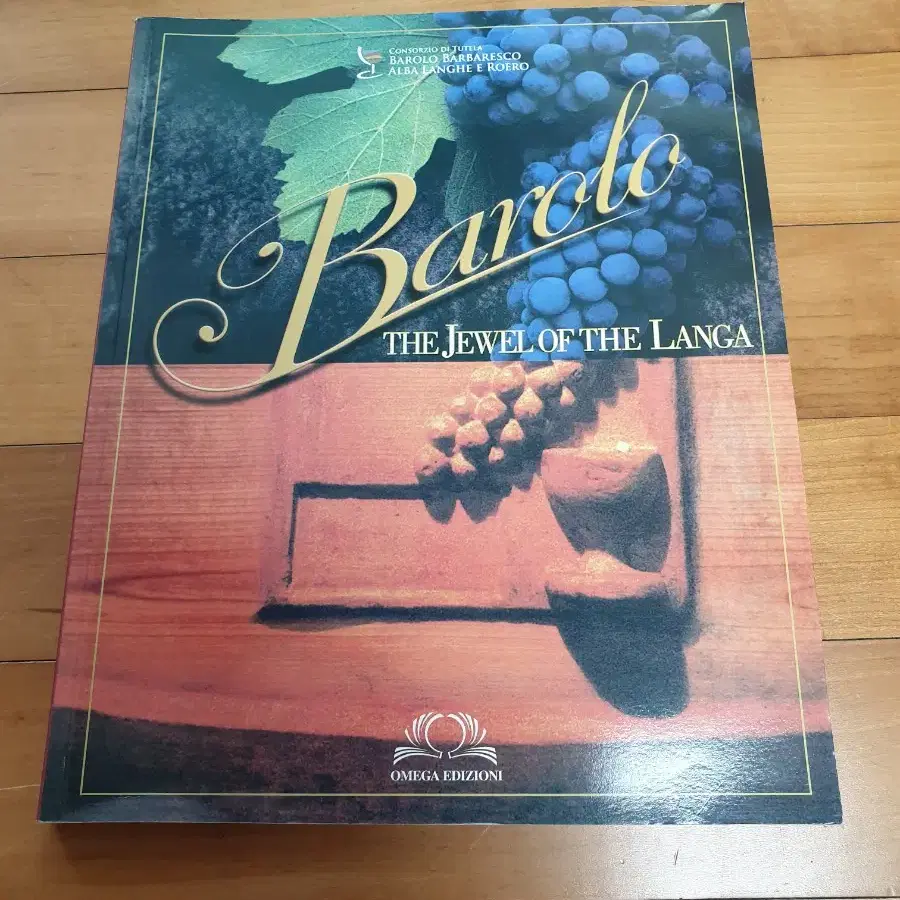 CONSORZIO DI TUTELA
BAROLO BARBARESCO
ALBA LANGHE E ROERO
Barolo
THE JEWEL OF THE LANGA
OMEGA EDIZIONI